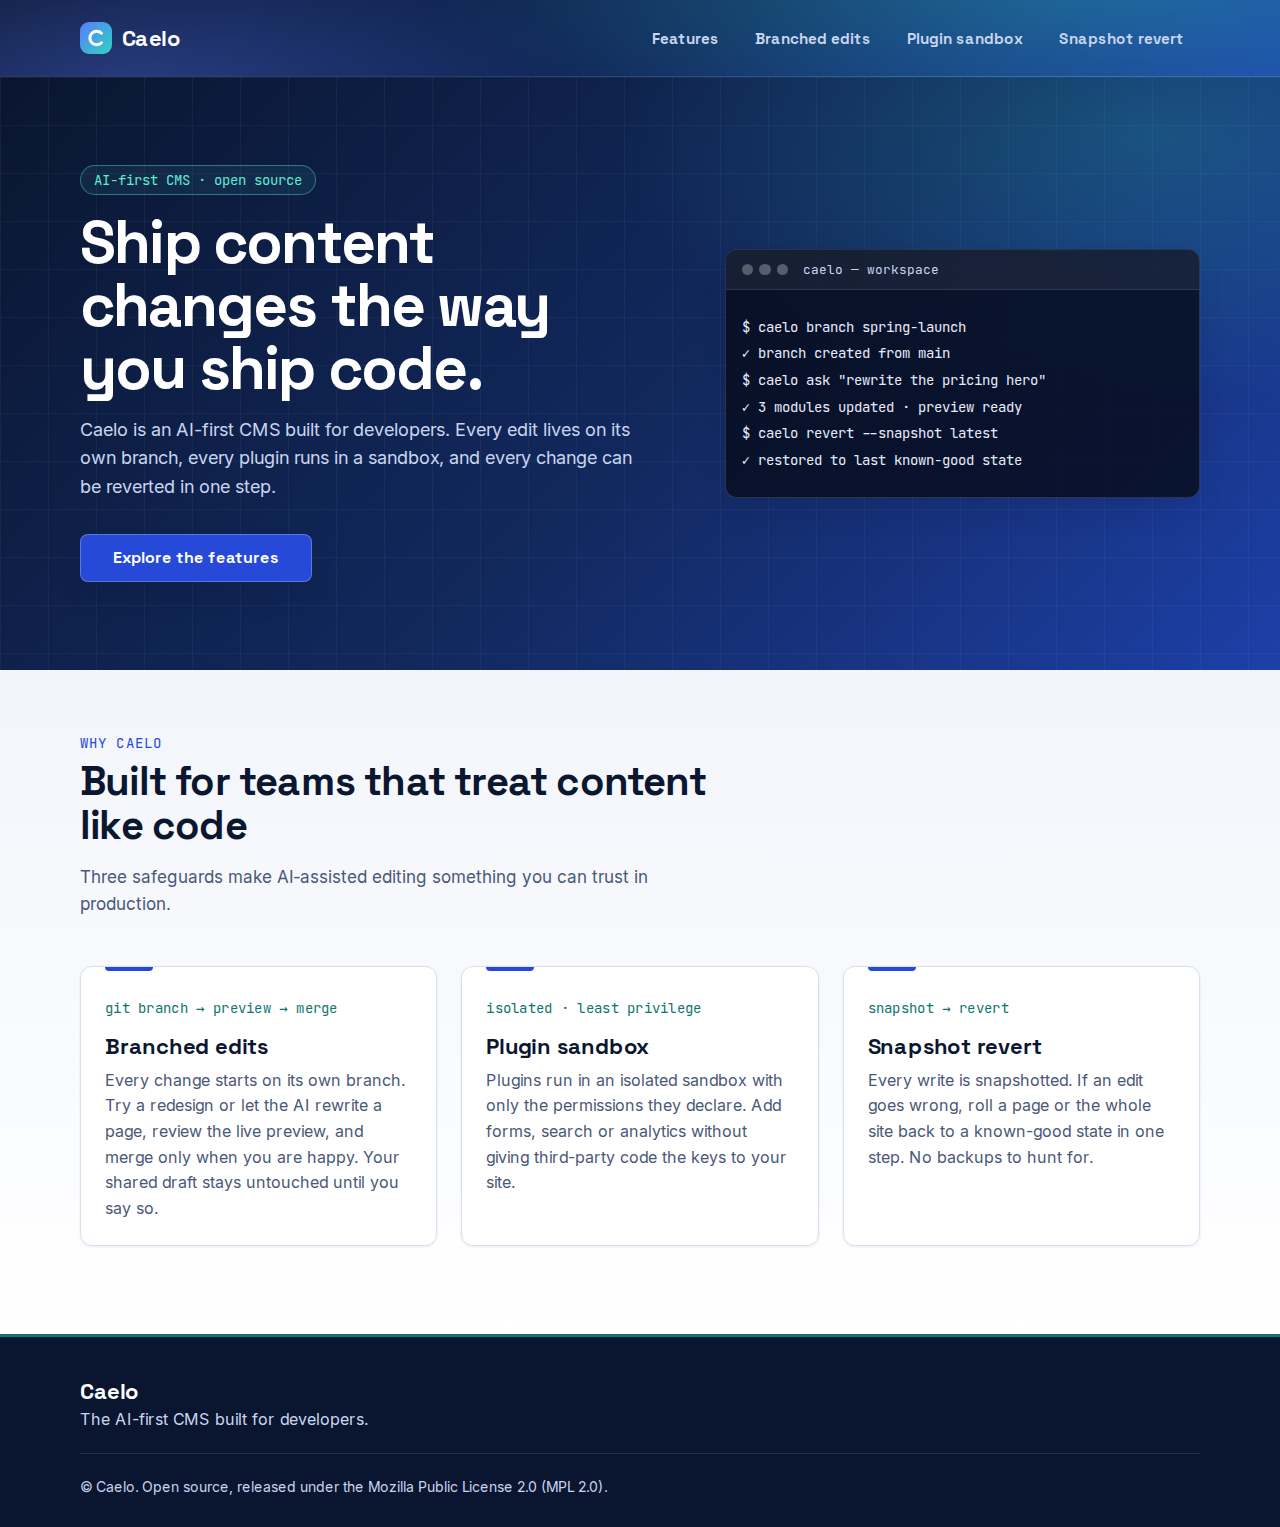 Caelo
Features
Branched edits
Plugin sandbox
Snapshot revert
AI-first CMS · open source
Ship content
changes the way
you ship code.
Caelo is an AI-first CMS built for developers. Every edit lives on its
own branch, every plugin runs in a sandbox, and every change can
be reverted in one step.
Explore the features
caelo — workspace
$ caelo branch spring-launch
✓ branch created from main
$ caelo ask "rewrite the pricing hero"
✓ 3 modules updated · preview ready
$ caelo revert --snapshot latest
✓ restored to last known-good state
WHY CAELO
Built for teams that treat content
like code
Three safeguards make AI-assisted editing something you can trust in
production.
git branch → preview → merge
Branched edits
Every change starts on its own branch.
Try a redesign or let the AI rewrite a
page, review the live preview, and
merge only when you are happy. Your
shared draft stays untouched until you
say so.
isolated · least privilege
Plugin sandbox
Plugins run in an isolated sandbox with
only the permissions they declare. Add
forms, search or analytics without
giving third-party code the keys to your
site.
snapshot → revert
Snapshot revert
Every write is snapshotted. If an edit
goes wrong, roll a page or the whole
site back to a known-good state in one
step. No backups to hunt for.
Caelo
The AI-first CMS built for developers.
© Caelo. Open source, released under the Mozilla Public License 2.0 (MPL 2.0).